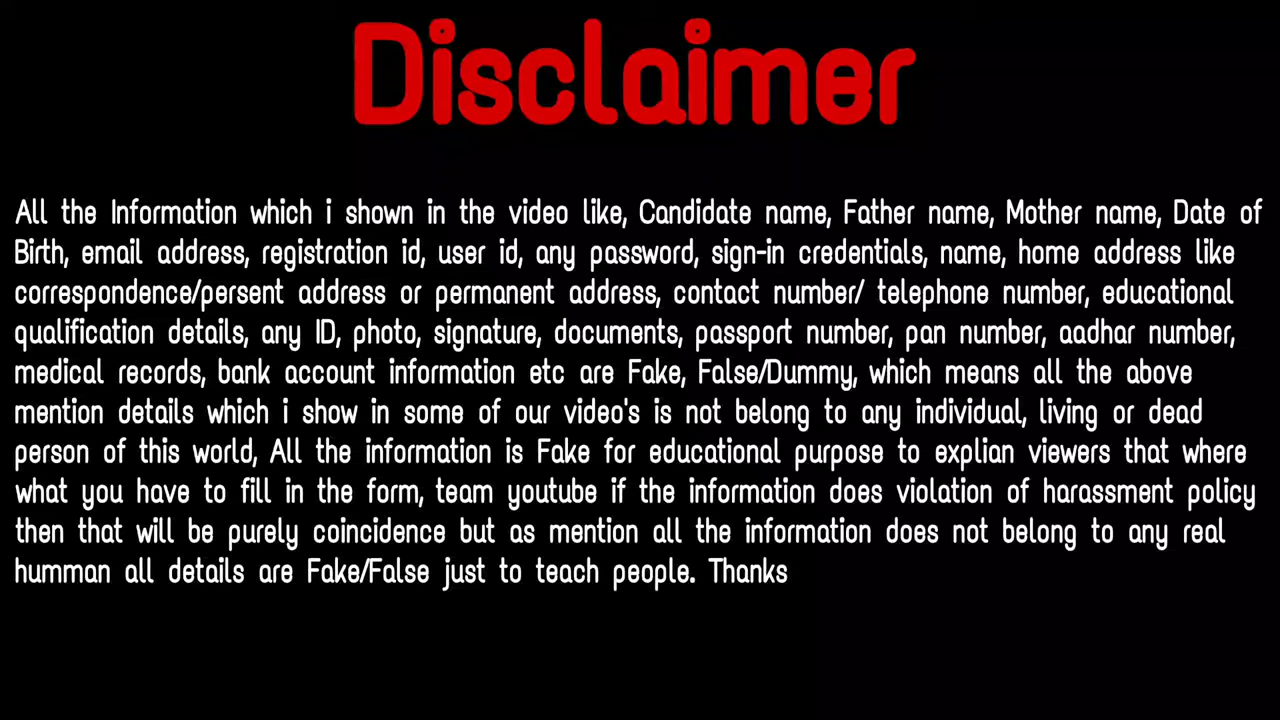 Disclaimer
All the Information which i shown in the video like, Candidate name, Father name, Mother name, Date of
Birth, email address, registration id, user id, any password, sign-in credentials, name, home address like
correspondence/persent address or permanent address, contact number/ telephone number, educational
qualification details, any ID, photo, signature, documents, passport number, pan number, aadhar number,
medical records, bank account information etc are Fake, False/Dummy, which means all the above
mention details which i show in some of our video's is not belong to any individual, living or dead
person of this world, All the information is Fake for educational purpose to explian viewers that where
what you have to fill in the form, team youtube if the information does violation of harassment policy
then that will be purely coincidence but as mention all the information does not belong to any real
humman all details are Fake/False just to teach people. Thanks